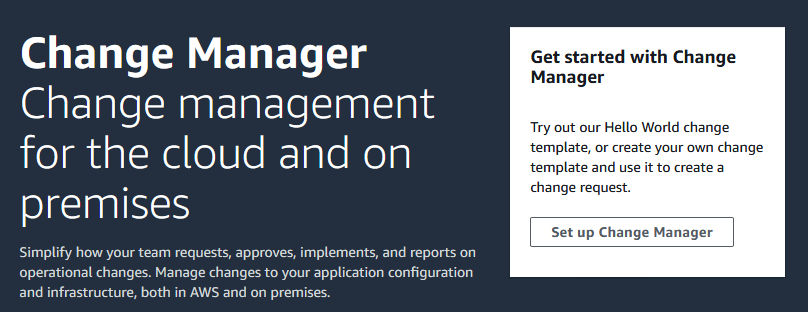 Change Manager
Change management
for the cloud and on
premises
Simplify how your team requests, approves, implements, and reports on
operational changes. Manage changes to your application configuration
and infrastructure, both in AWS and on premises.
Get started with Change
Manager
Try out our Hello World change
template, or create your own change
template and use it to create a
change request.
Set up Change Manager